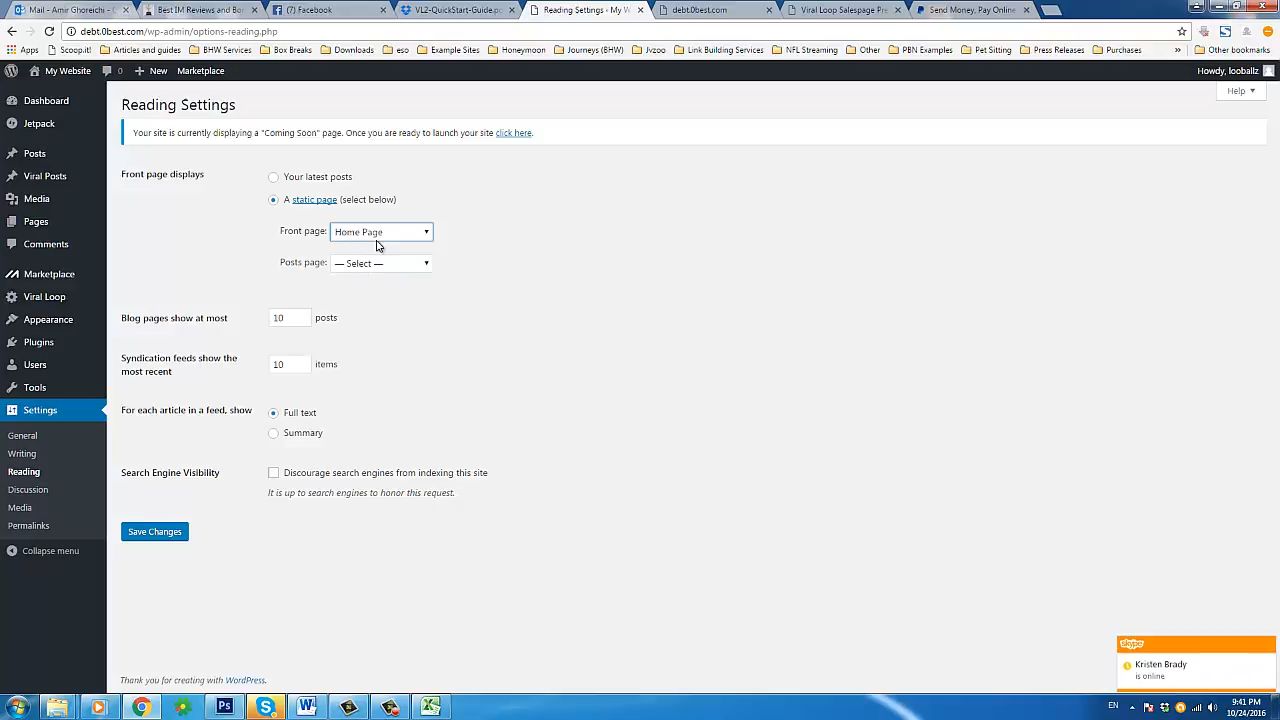 Mail - Amir Ghoreichi - O
Best IM Reviews and Bon
(7) Facebook
VL2-QuickStart-Guide.pd
Reading Settings ‹ My W
debt.0best.com
Viral Loop Salespage Pre
Send Money, Pay Online
debt.0best.com/wp-admin/options-reading.php
Apps
Scoop.it!
Articles and guides
BHW Services
Box Breaks
Downloads
eso
Example Sites
Honeymoon
Journeys (BHW)
Jvzoo
Link Building Services
NFL Streaming
Other
PBN Examples
Pet Sitting
Press Releases
Purchases
»
Other bookmarks
My Website
0
New
Marketplace
Howdy, looballz
Dashboard
Jetpack
Posts
Viral Posts
Media
Pages
Comments
Marketplace
Viral Loop
Appearance
Plugins
Users
Tools
Settings
General
Writing
Reading
Discussion
Media
Permalinks
Collapse menu
Help
Reading Settings
Your site is currently displaying a "Coming Soon" page. Once you are ready to launch your site click here.
Front page displays
Your latest posts
A static page (select below)
Front page: Home Page
Posts page: — Select —
Blog pages show at most 10 posts
Syndication feeds show the
most recent
10 items
For each article in a feed, show
Full text
Summary
Search Engine Visibility
Discourage search engines from indexing this site
It is up to search engines to honor this request.
Save Changes
Thank you for creating with WordPress.
skype
Kristen Brady
is online
Ps
EN
9:41 PM
10/24/2016